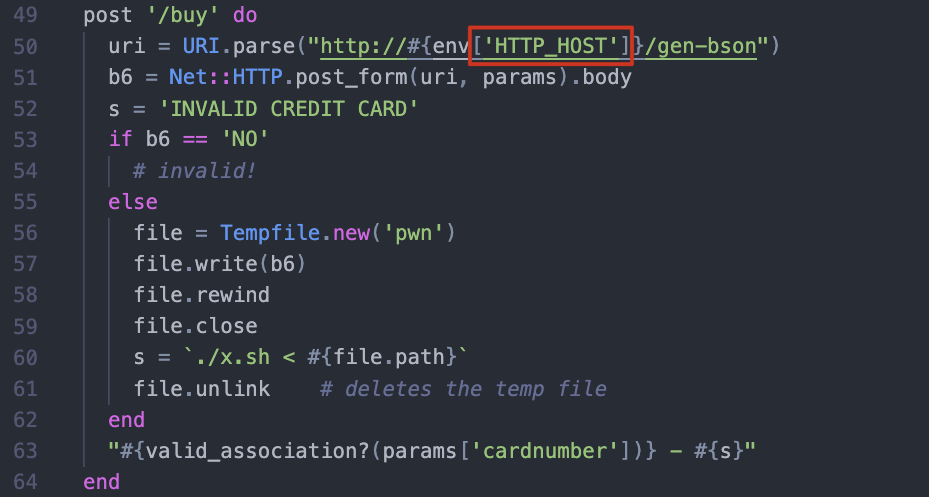 49 post '/buy' do
50 uri = URI.parse("http://#{env['HTTP_HOST']}/gen-bson")
51 b6 = Net::HTTP.post_form(uri, params).body
52 s = 'INVALID CREDIT CARD'
53 if b6 == 'NO'
54 # invalid!
55 else
56 file = Tempfile.new('pwn')
57 file.write(b6)
58 file.rewind
59 file.close
60 s = `./x.sh < #{file.path}`
61 file.unlink # deletes the temp file
62 end
63 "#{valid_association?(params['cardnumber'])} - #{s}"
64 end